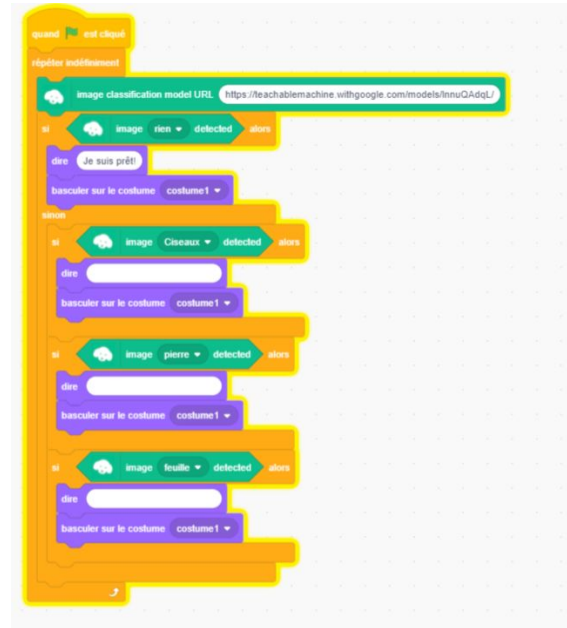 quand est cliqué
répéter indéfiniment
image classification model URL https://teachablemachine.withgoogle.com/models/InnuQAdqL/
si image rien detected alors
dire Je suis prêt!
basculer sur le costume costume1
sinon
si image Ciseaux detected alors
dire
basculer sur le costume costume1
si image pierre detected alors
dire
basculer sur le costume costume1
si image feuille detected alors
dire
basculer sur le costume costume1